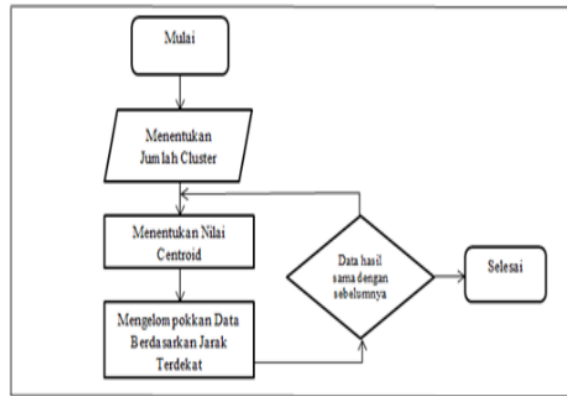 Mulai
Menentukan
Jumlah Cluster
Menentukan Nilai
Centroid
Mengelompokkan Data
Berdasarkan Jarak
Terdekat
Data hasil
sama dengan
sebelumnya
Selesai